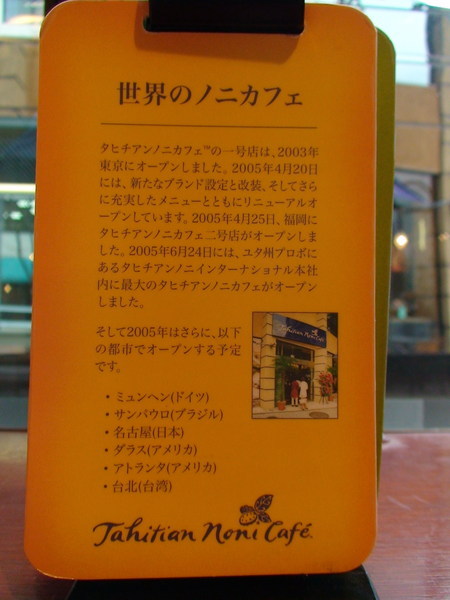 世界のノニカフェ
タヒチアンノニカフェ™の一号店は、2003年
東京にオープンしました。2005年4月20日
には、新たなブランド設定と改装、そしてさら
に充実したメニューとともにリニューアルオ
ープンしています。2005年4月25日、福岡に
タヒチアンノニカフェ二号店がオープンしま
した。2005年6月24日には、ユタ州プロボに
あるタヒチアンノニインターナショナル本社
内に最大のタヒチアンノニカフェがオープン
しました。
そして2005年はさらに、以下
の都市でオープンする予定
です。
・ミュンヘン(ドイツ)
・サンパウロ(ブラジル)
・名古屋(日本)
・ダラス(アメリカ)
・アトランタ(アメリカ)
・台北(台湾)
Tahitian Noni
Tahitian Noni Café